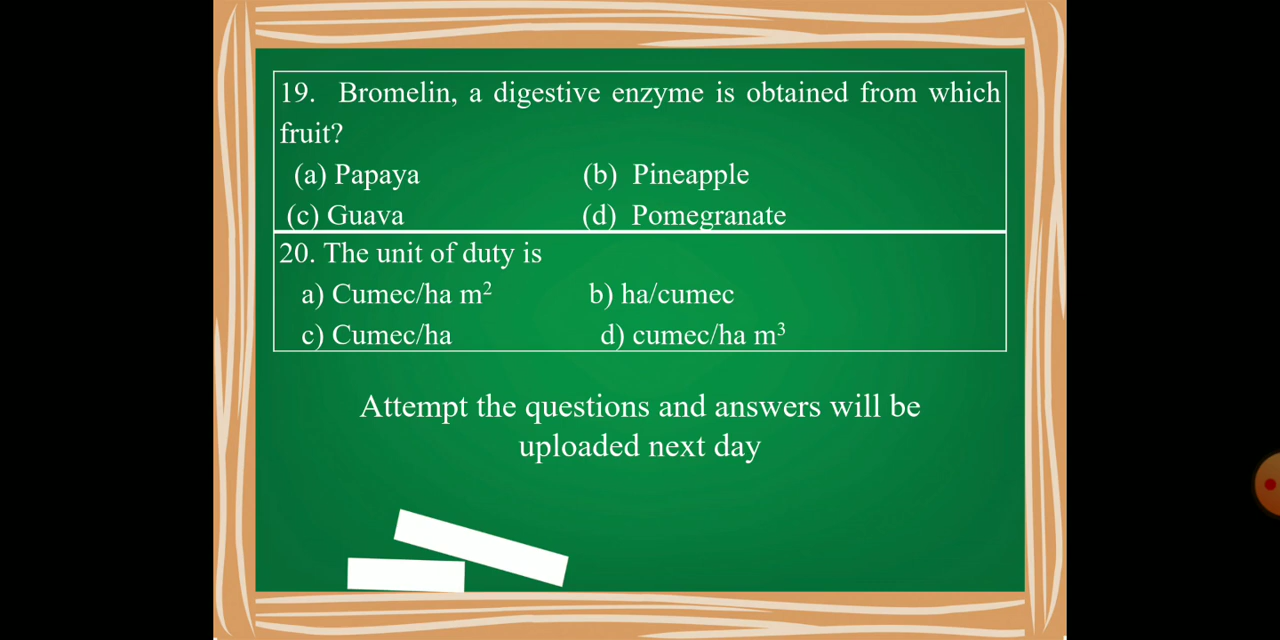 19. Bromelin, a digestive enzyme is obtained from which
fruit?
(a) Papaya (b) Pineapple
(c) Guava (d) Pomegranate
20. The unit of duty is
a) Cumec/ha m² b) ha/cumec
c) Cumec/ha d) cumec/ha m³
Attempt the questions and answers will be
uploaded next day